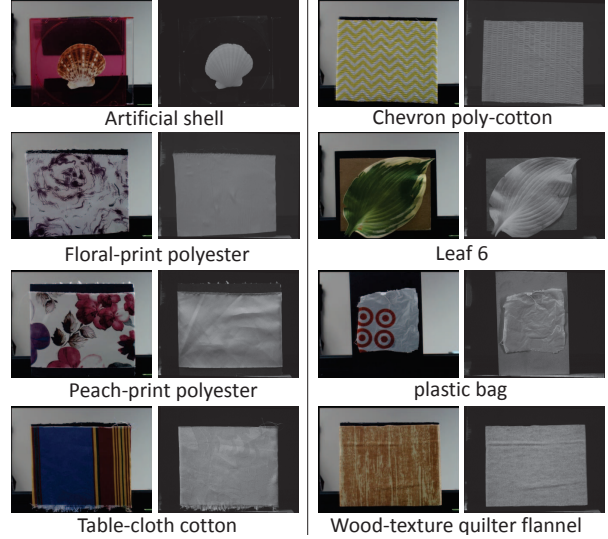 Artificial shell
Chevron poly-cotton
Floral-print polyester
Leaf 6
Peach-print polyester
plastic bag
Table-cloth cotton
Wood-texture quilter flannel